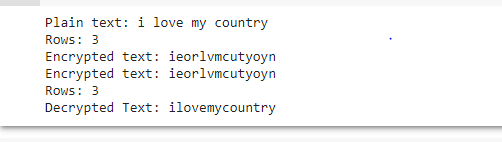 Plain text: i love my country
Rows: 3
Encrypted text: ieorlvmcutyoyn
Encrypted text: ieorlvmcutyoyn
Rows: 3
Decrypted Text: ilovemycountry